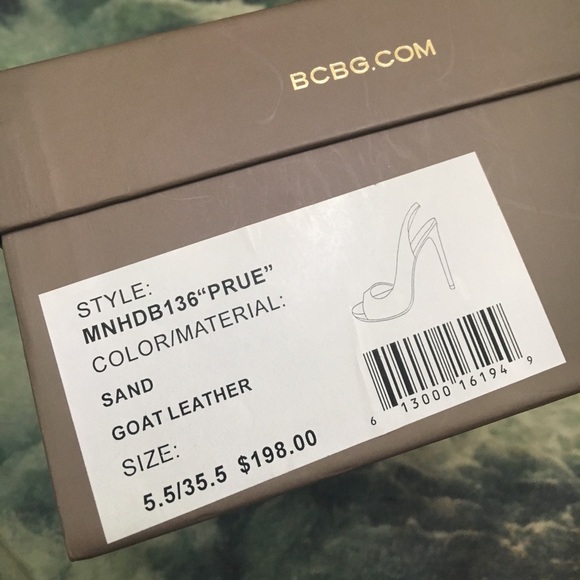 BCBG.COM
STYLE:
MNHDB136“PRUE”
COLOR/MATERIAL:
SAND
GOAT LEATHER
SIZE:
5.5/35.5 $198.00
6 13000 16194 9